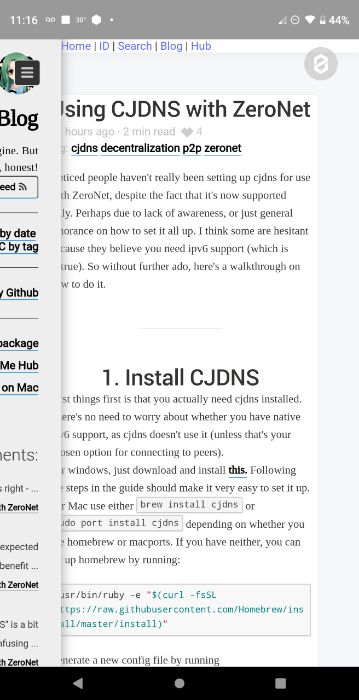 11:16
30°
44%
Home | ID | Search | Blog | Hub
Using CJDNS with ZeroNet
hours ago · 2 min read 4
cjdns decentralization p2p zeronet
Blog
gine. But
, honest!
eed
by date
C by tag
y Github
package
Me Hub
on Mac
nents:
s right - ...
th ZeroNet
expected
benefit ...
th ZeroNet
S" is a bit
nfusing ...
th ZeroNet
oticed people haven't really been setting up cjdns for use
th ZeroNet, despite the fact that it's now supported
ly. Perhaps due to lack of awareness, or just general
norance on how to set it all up. I think some are hesitant
cause they believe you need ipv6 support (which is
true). So without further ado, here's a walkthrough on
w to do it.
1. Install CJDNS
st things first is that you actually need cjdns installed.
ere's no need to worry about whether you have native
v6 support, as cjdns doesn't use it (unless that's your
osen option for connecting to peers).
r windows, just download and install this. Following
e steps in the guide should make it very easy to set it up.
r Mac use either brew install cjdns or
udo port install cjdns depending on whether you
e homebrew or macports. If you have neither, you can
up homebrew by running:
usr/bin/ruby -e "$(curl -fsSL
ttps://raw.githubusercontent.com/Homebrew/ins
all/master/install)"
enerate a new config file by running